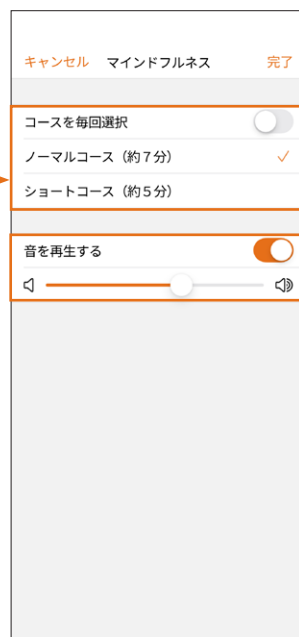 キャンセル マインドフルネス 完了
コースを毎回選択
ノーマルコース（約７分）
ショートコース（約５分）
音を再生する